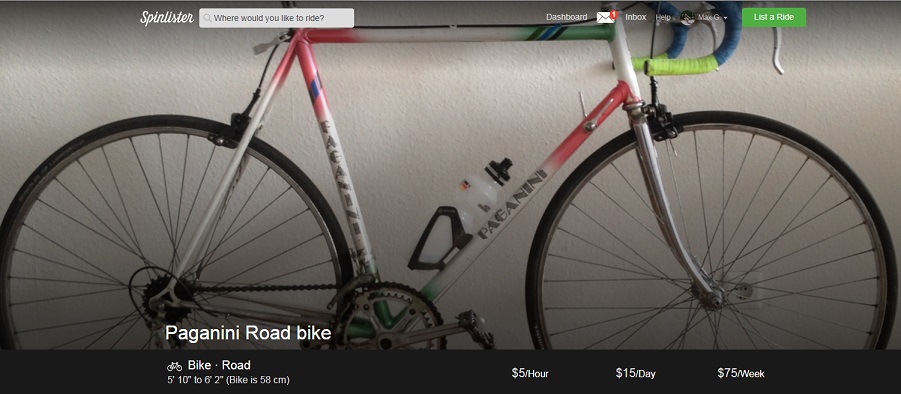 Spinlister
Where would you like to ride?
Dashboard
1
Inbox
Help
Max G.
List a Ride
PAGANINI
PAGANINI
Paganini Road bike
Bike · Road
5' 10" to 6' 2" (Bike is 58 cm)
$5/Hour
$15/Day
$75/Week